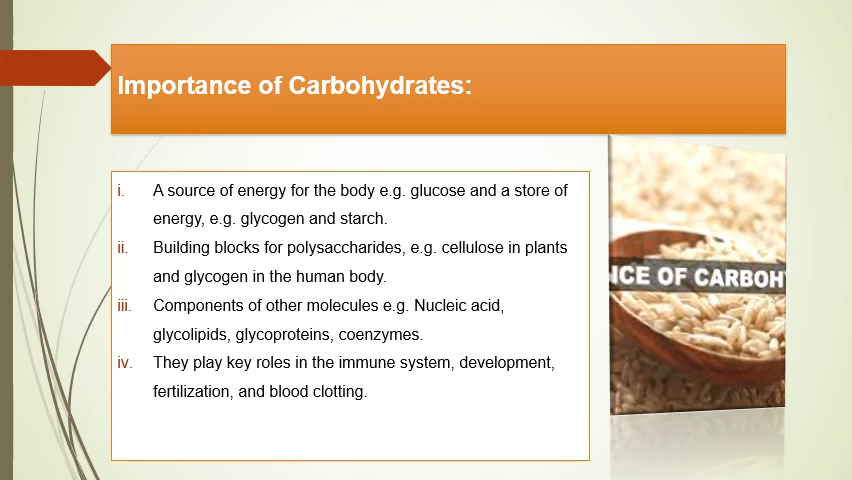 Importance of Carbohydrates:
i. A source of energy for the body e.g. glucose and a store of
energy, e.g. glycogen and starch.
ii. Building blocks for polysaccharides, e.g. cellulose in plants
and glycogen in the human body.
iii. Components of other molecules e.g. Nucleic acid,
glycolipids, glycoproteins, coenzymes.
iv. They play key roles in the immune system, development,
fertilization, and blood clotting.
NCE OF CARBOH